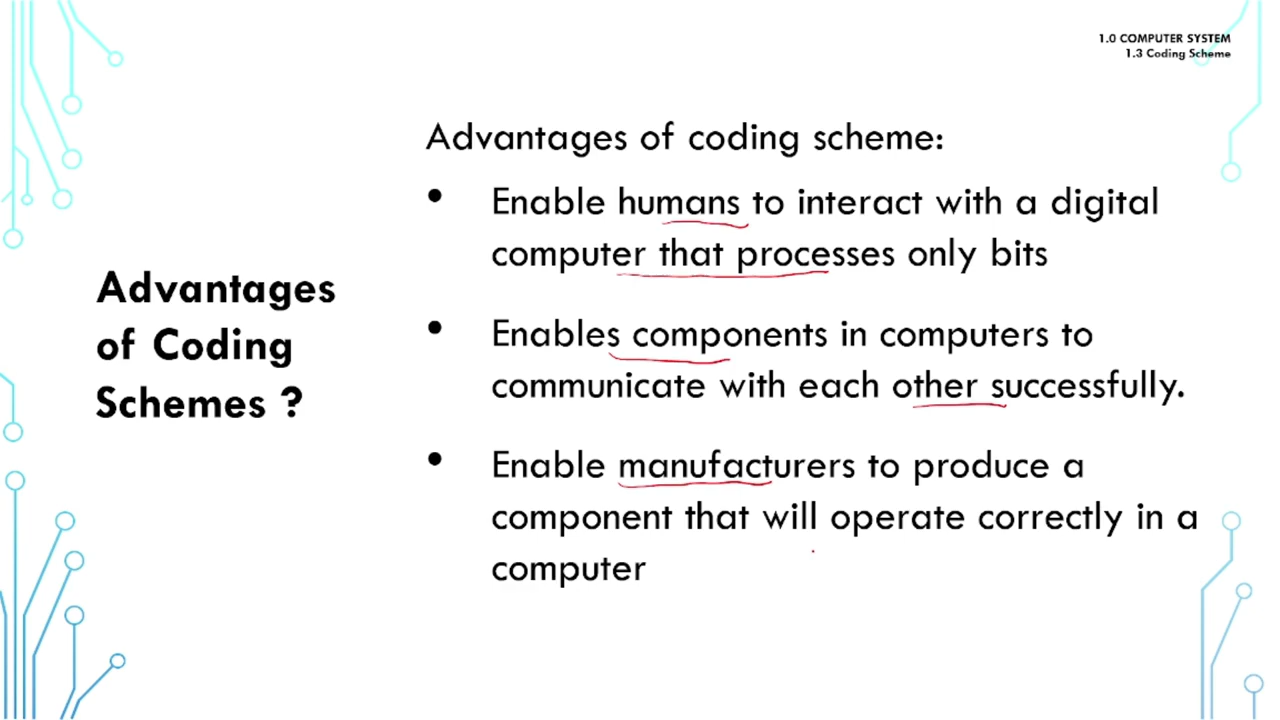 1.0 COMPUTER SYSTEM
1.3 Coding Scheme
Advantages
of Coding
Schemes ?
Advantages of coding scheme:
• Enable humans to interact with a digital
computer that processes only bits
• Enables components in computers to
communicate with each other successfully.
• Enable manufacturers to produce a
component that will operate correctly in a
computer